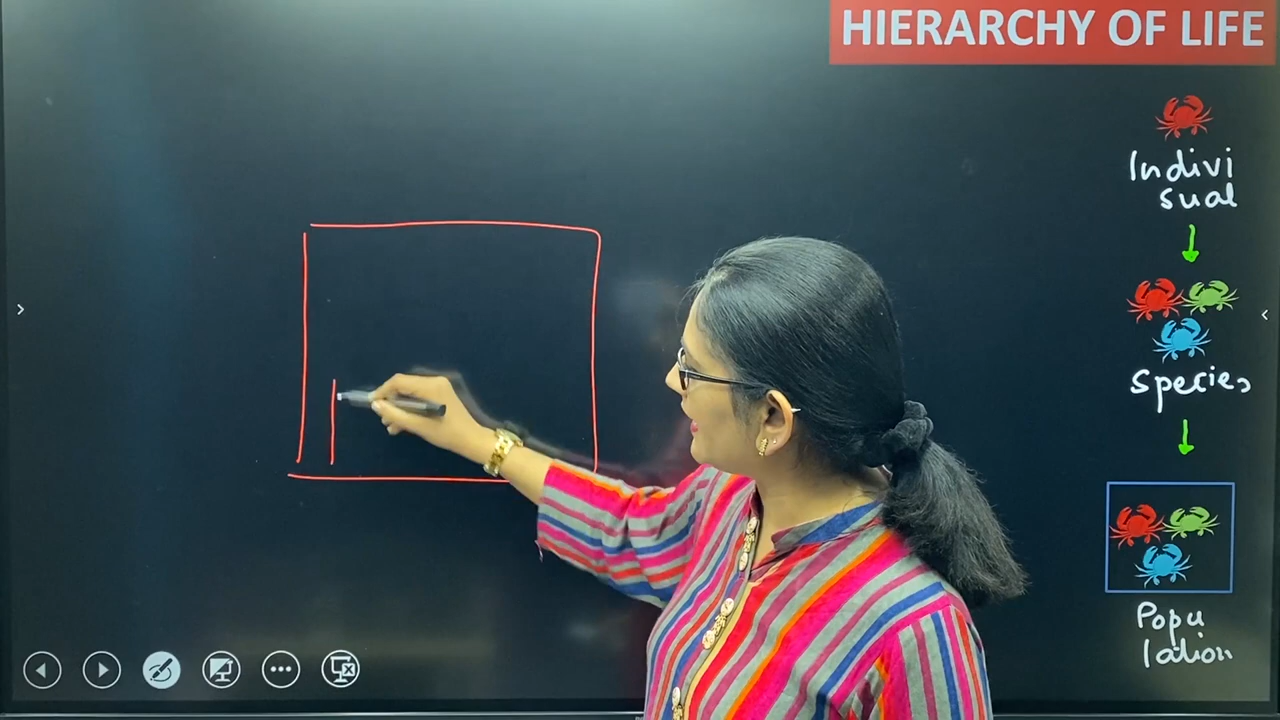 HIERARCHY OF LIFE
Indivi
sual
Species
Popu
lation